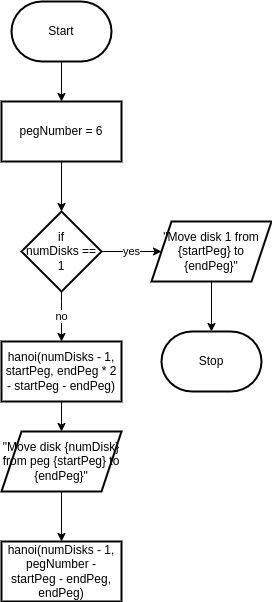 Start
pegNumber = 6
if
numDisks ==
1
yes
"Move disk 1 from
{startPeg} to
{endPeg}"
no
Stop
hanoi(numDisks - 1,
startPeg, endPeg * 2
- startPeg - endPeg)
"Move disk {numDisk}
from peg {startPeg} to
{endPeg}"
hanoi(numDisks - 1,
pegNumber -
startPeg - endPeg,
endPeg)